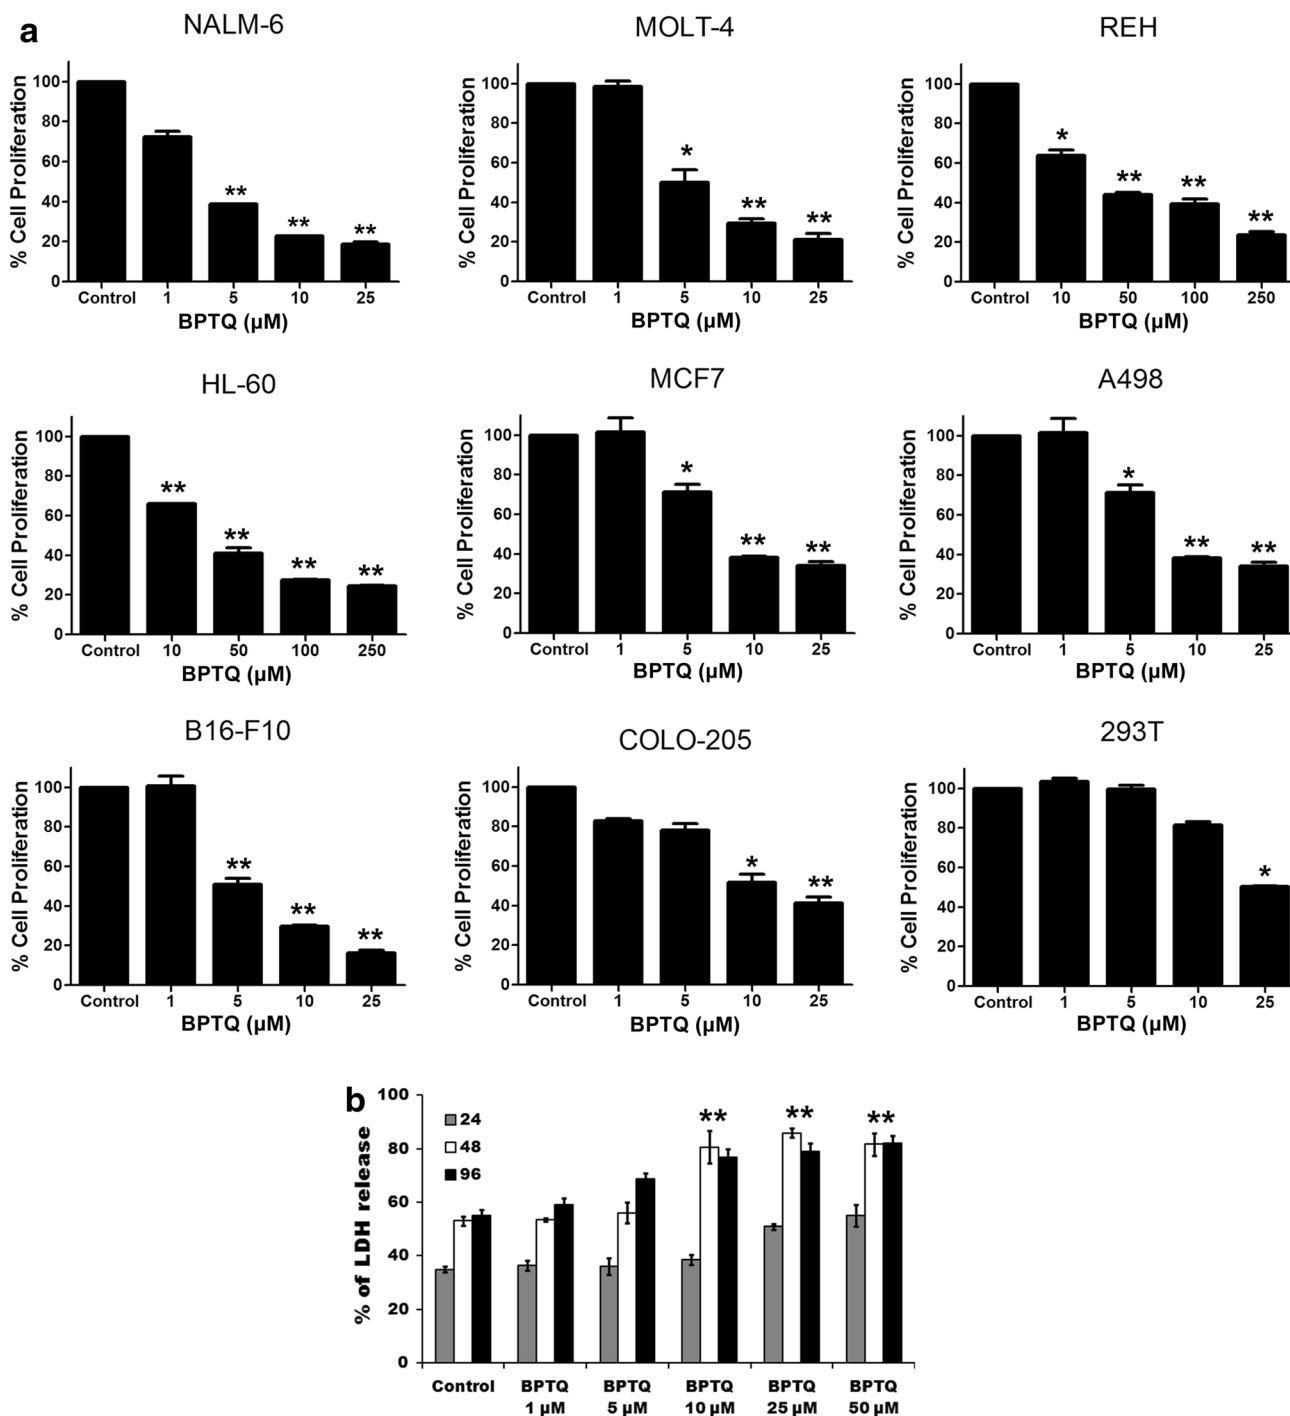 a
NALM-6
% Cell Proliferation
100
80
60
40
20
0
** ** **
Control 1 5 10 25
BPTQ (µM)
MOLT-4
% Cell Proliferation
100
80
60
40
20
0
* ** **
Control 1 5 10 25
BPTQ (µM)
REH
% Cell Proliferation
100
80
60
40
20
0
* ** ** **
Control 10 50 100 250
BPTQ (µM)
HL-60
% Cell Proliferation
100
80
60
40
20
0
** ** ** **
Control 10 50 100 250
BPTQ (µM)
MCF7
% Cell Proliferation
100
80
60
40
20
0
* ** **
Control 1 5 10 25
BPTQ (µM)
A498
% Cell Proliferation
100
80
60
40
20
0
* ** **
Control 1 5 10 25
BPTQ (µM)
B16-F10
% Cell Proliferation
100
80
60
40
20
0
** ** **
Control 1 5 10 25
BPTQ (µM)
COLO-205
% Cell Proliferation
100
80
60
40
20
0
* **
Control 1 5 10 25
BPTQ (µM)
293T
% Cell Proliferation
100
80
60
40
20
0
*
Control 1 5 10 25
BPTQ (µM)
b
% of LDH release
100
80
60
40
20
0
24
48
96
** ** **
Control BPTQ BPTQ BPTQ BPTQ BPTQ
1 µM 5 µM 10 µM 25 µM 50 µM